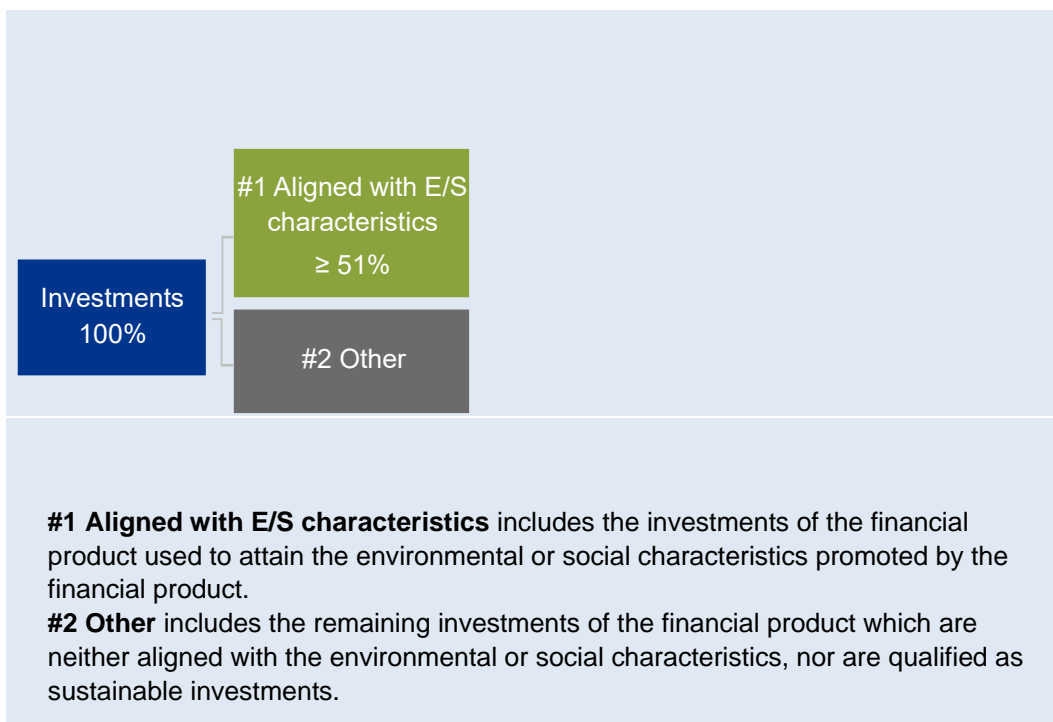 #1 Aligned with E/S
characteristics
≥ 51%
Investments
100%
#2 Other
#1 Aligned with E/S characteristics includes the investments of the financial
product used to attain the environmental or social characteristics promoted by the
financial product.
#2 Other includes the remaining investments of the financial product which are
neither aligned with the environmental or social characteristics, nor are qualified as
sustainable investments.